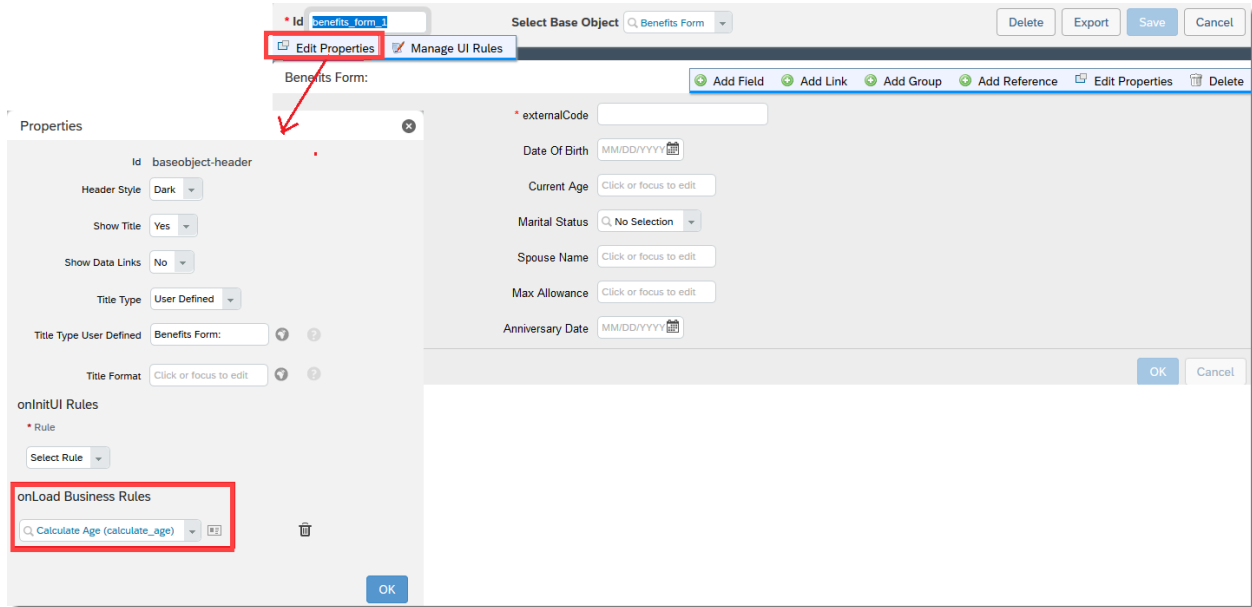 * Id benefits_form_1 Select Base Object Benefits Form Delete Export Save Cancel
Edit Properties Manage UI Rules
Benefits Form: Add Field Add Link Add Group Add Reference Edit Properties Delete
* externalCode
Date Of Birth MM/DD/YYYY
Current Age Click or focus to edit
Marital Status No Selection
Spouse Name Click or focus to edit
Max Allowance Click or focus to edit
Anniversary Date MM/DD/YYYY
OK Cancel
Properties
Id baseobject-header
Header Style Dark
Show Title Yes
Show Data Links No
Title Type User Defined
Title Type User Defined Benefits Form: ?
Title Format Click or focus to edit ?
onInitUI Rules
* Rule
Select Rule
onLoad Business Rules
Calculate Age (calculate_age)
OK